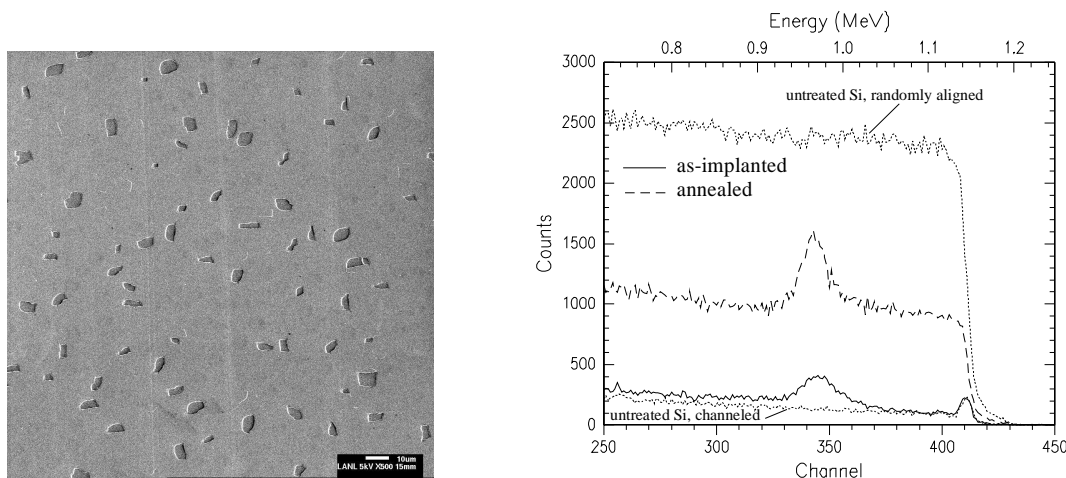 10um
LANL 5kV X500 15mm
Energy (MeV)
0.8 0.9 1.0 1.1 1.2
3000
2500
2000
1500
1000
500
0
Counts
untreated Si, randomly aligned
as-implanted
annealed
untreated Si, channeled
250 300 350 400 450
Channel